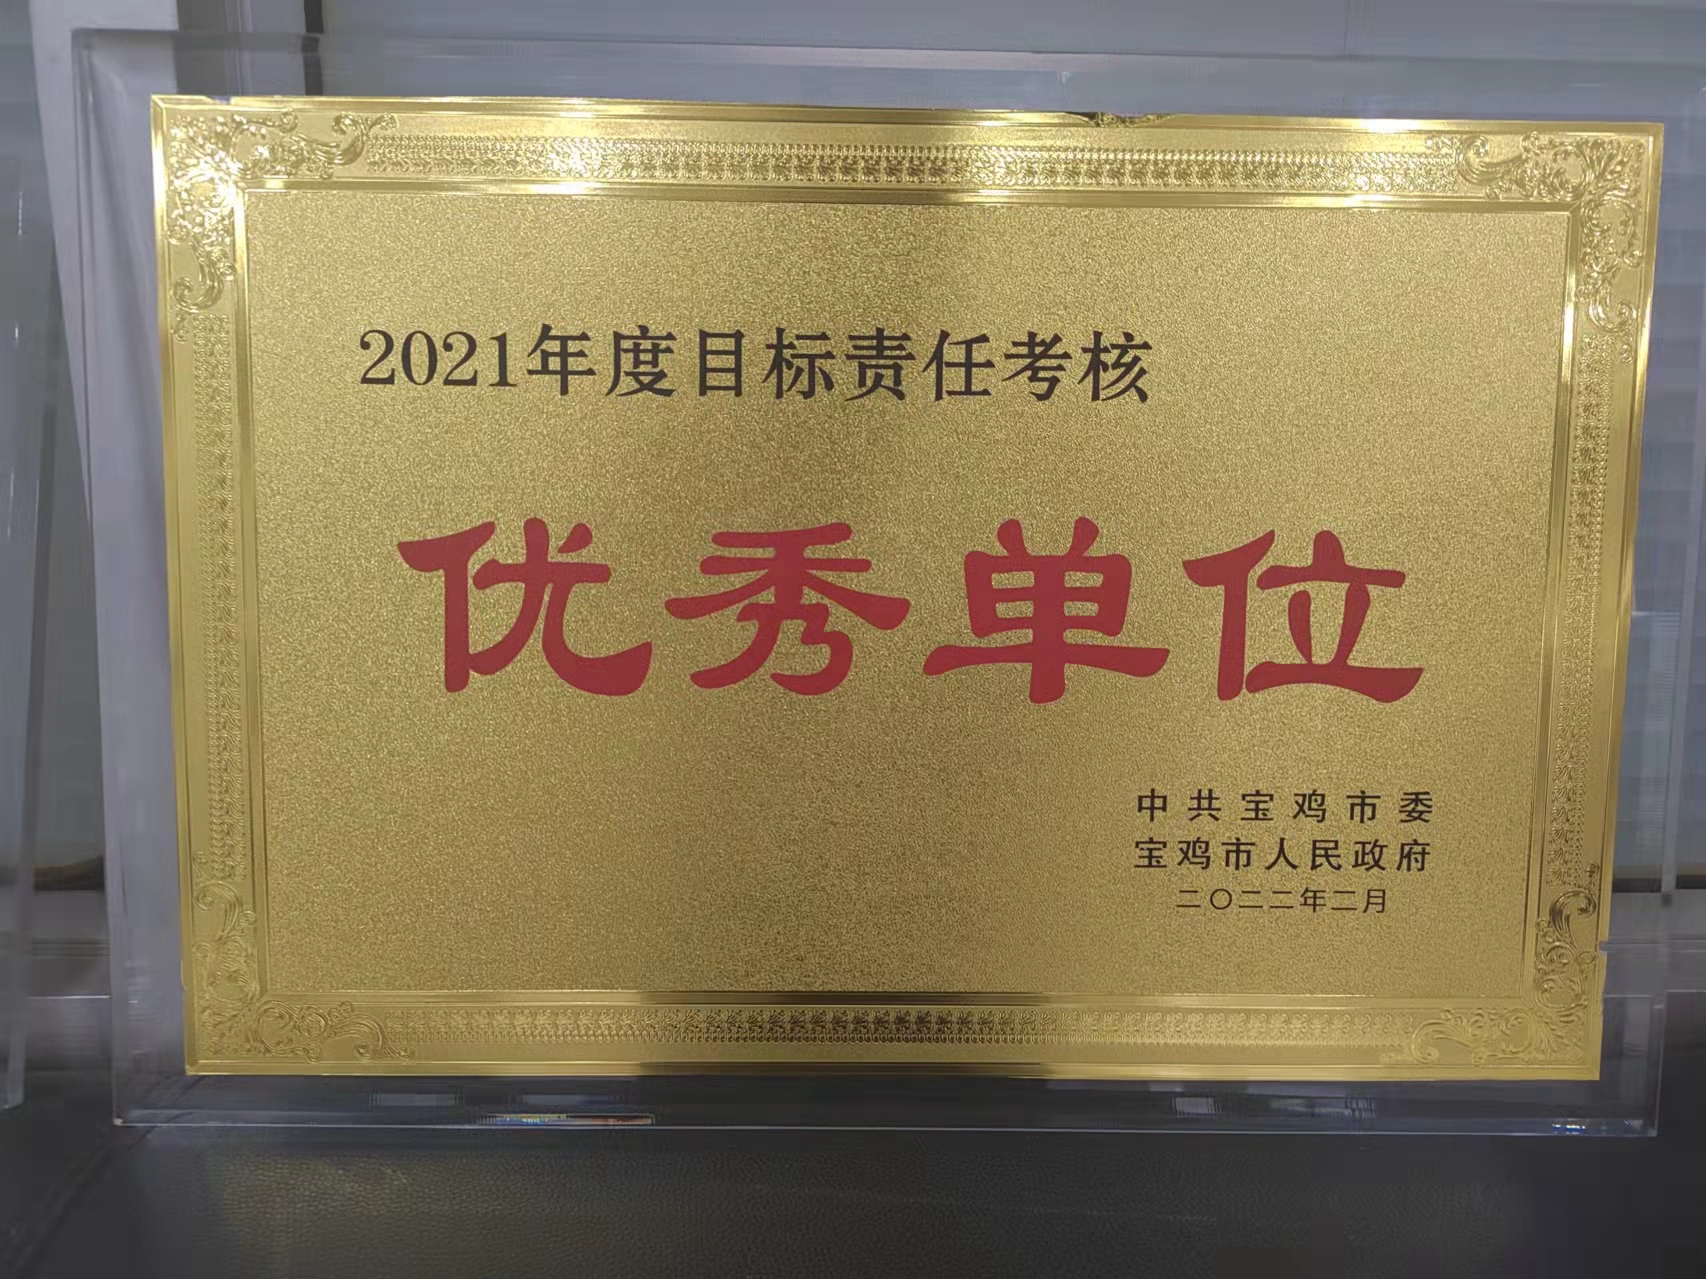 2021年度目标责任考核
优秀单位
中共宝鸡市委
宝鸡市人民政府
二〇二二年二月